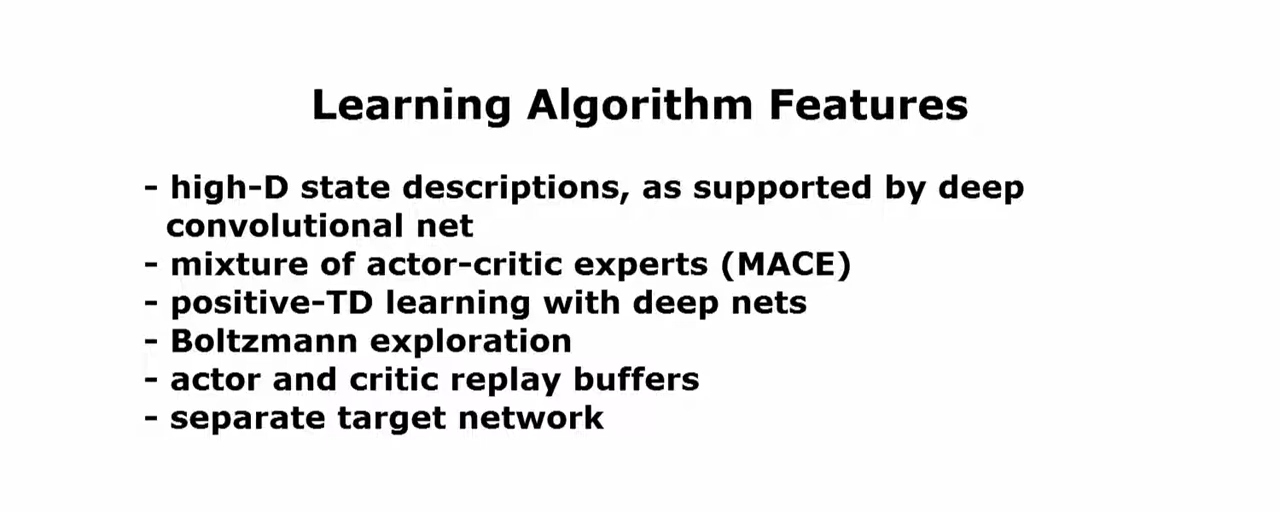 Learning Algorithm Features
- high-D state descriptions, as supported by deep
convolutional net
- mixture of actor-critic experts (MACE)
- positive-TD learning with deep nets
- Boltzmann exploration
- actor and critic replay buffers
- separate target network